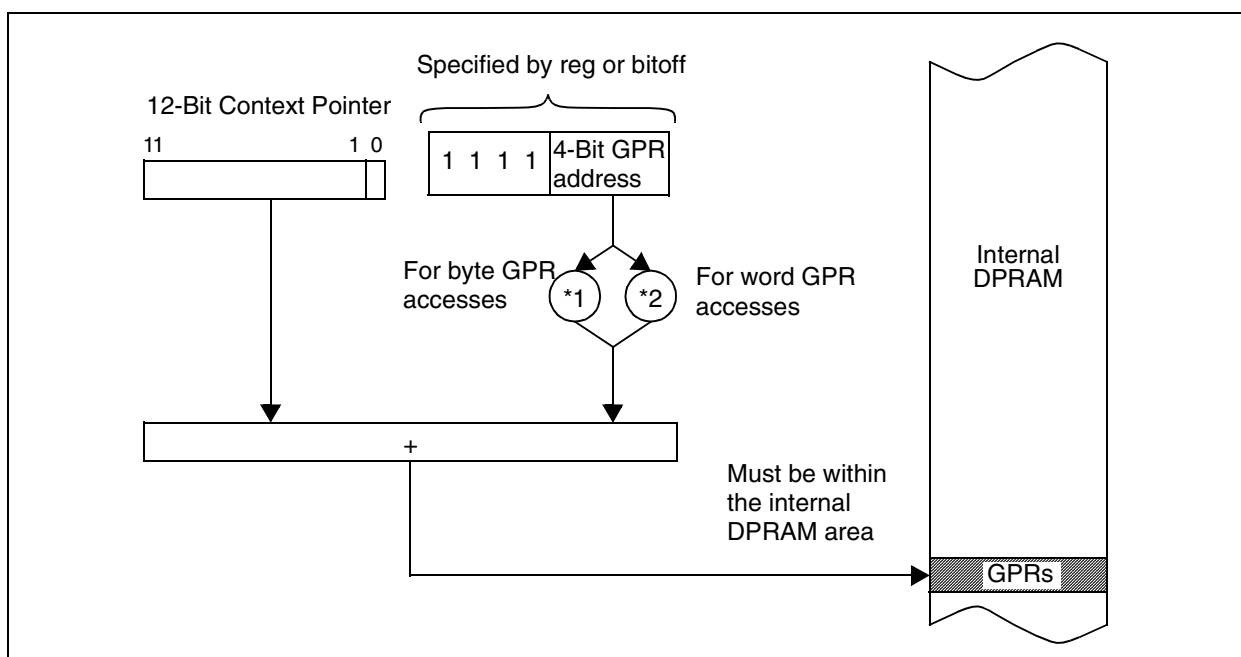 Specified by reg or bitoff
12-Bit Context Pointer
11 1 0
1 1 1 1
4-Bit GPR
address
For byte GPR
accesses
*1
*2
For word GPR
accesses
Internal
DPRAM
+
Must be within
the internal
DPRAM area
GPRs